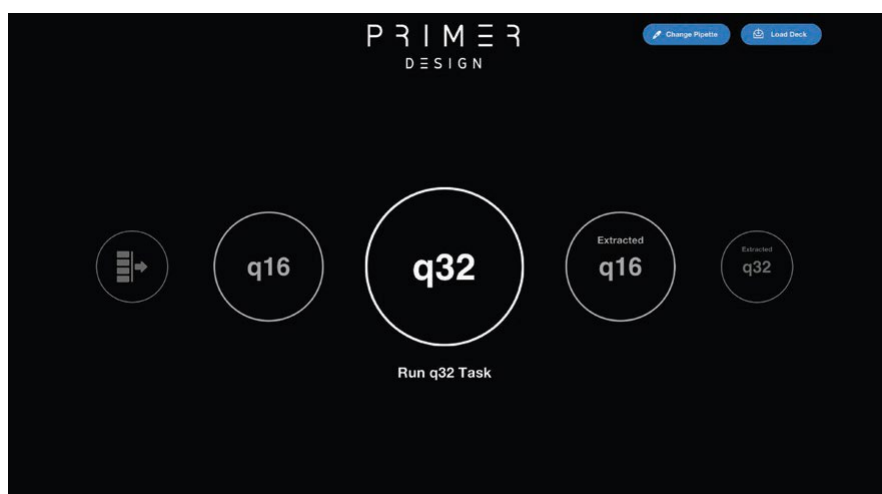 PRIMER
DESIGN
Change Pipette
Load Deck
q16
q32
Extracted
q16
Extracted
q32
Run q32 Task